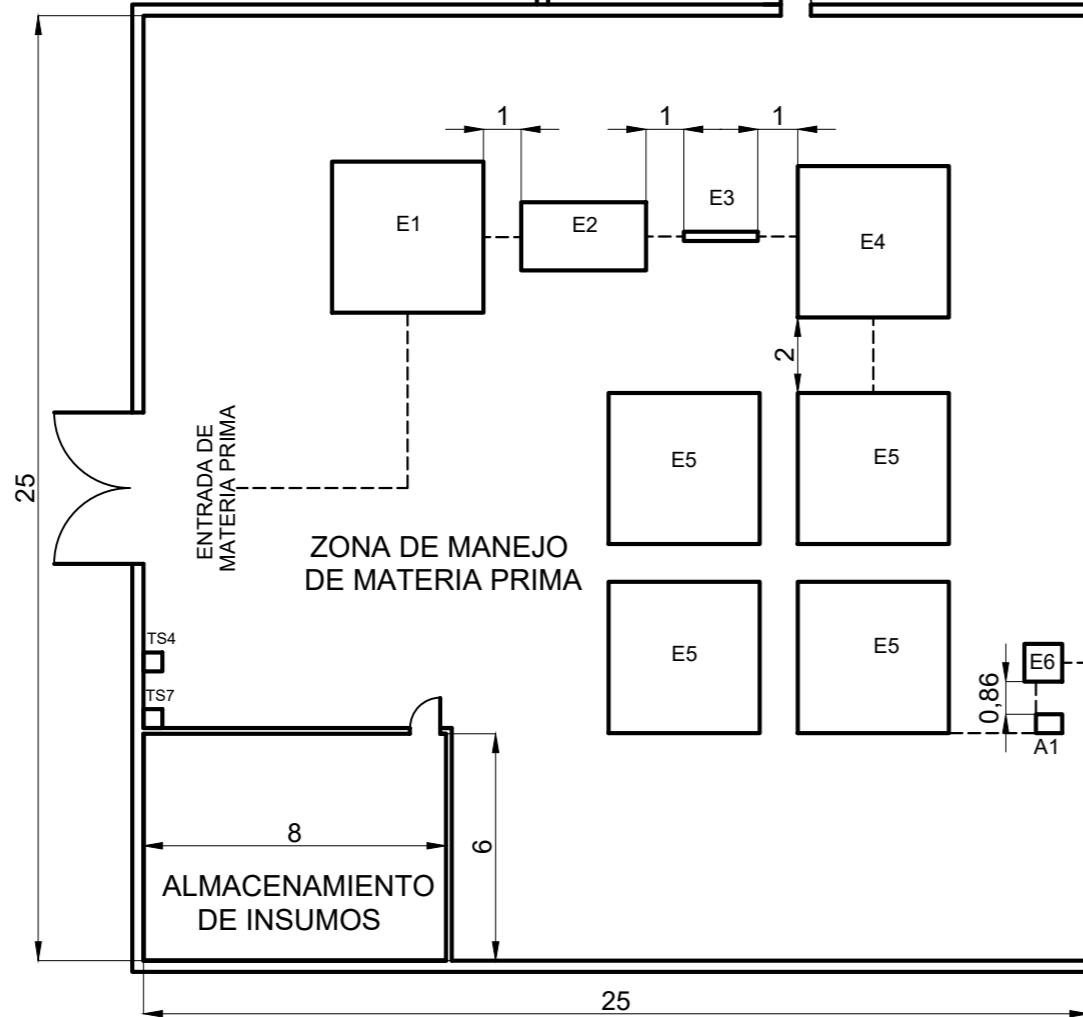 1
1
1
E1
E2
E3
E4
2
25
ENTRADA DE
MATERIA PRIMA
E5
E5
ZONA DE MANEJO
DE MATERIA PRIMA
TS4
TS7
E5
E5
E6
0,86
A1
8
6
ALMACENAMIENTO
DE INSUMOS
25